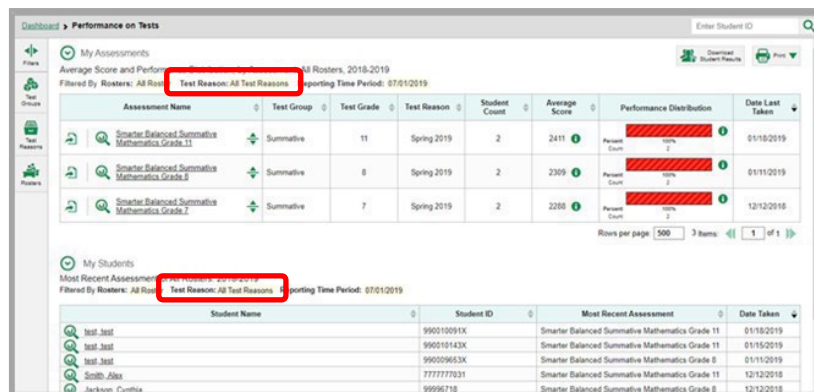 Dashboard > Performance on Tests
Enter Student ID
Filters
Test Groups
Test Reasons
Rosters
My Assessments
Download Student Results
Print
Average Score and Performance Distribution, by Assessment: All Rosters, 2018-2019
Filtered By Rosters: All Rosters Test Reason: All Test Reasons Reporting Time Period: 07/01/2019
Assessment Name Test Group Test Grade Test Reason Student Count Average Score Performance Distribution Date Last Taken
Smarter Balanced Summative Mathematics Grade 11 Summative 11 Spring 2019 2 2411 Percent 100% Count 2 01/18/2019
Smarter Balanced Summative Mathematics Grade 8 Summative 8 Spring 2019 2 2309 Percent 100% Count 2 01/11/2019
Smarter Balanced Summative Mathematics Grade 7 Summative 7 Spring 2019 2 2288 Percent 100% Count 2 12/12/2018
Rows per page: 500 3 Items: 1 of 1
My Students
Most Recent Assessment: All Rosters, 2018-2019
Filtered By Rosters: All Rosters Test Reason: All Test Reasons Reporting Time Period: 07/01/2019
Student Name Student ID Most Recent Assessment Date Taken
test, test 990010091X Smarter Balanced Summative Mathematics Grade 11 01/18/2019
test, test 990010143X Smarter Balanced Summative Mathematics Grade 11 01/15/2019
test, test 990009653X Smarter Balanced Summative Mathematics Grade 8 01/11/2019
Smith, Alex 7777777031 Smarter Balanced Summative Mathematics Grade 11 12/12/2018
Jackson, Cynthia 99996718 Smarter Balanced Summative Mathematics Grade 8 12/12/2018